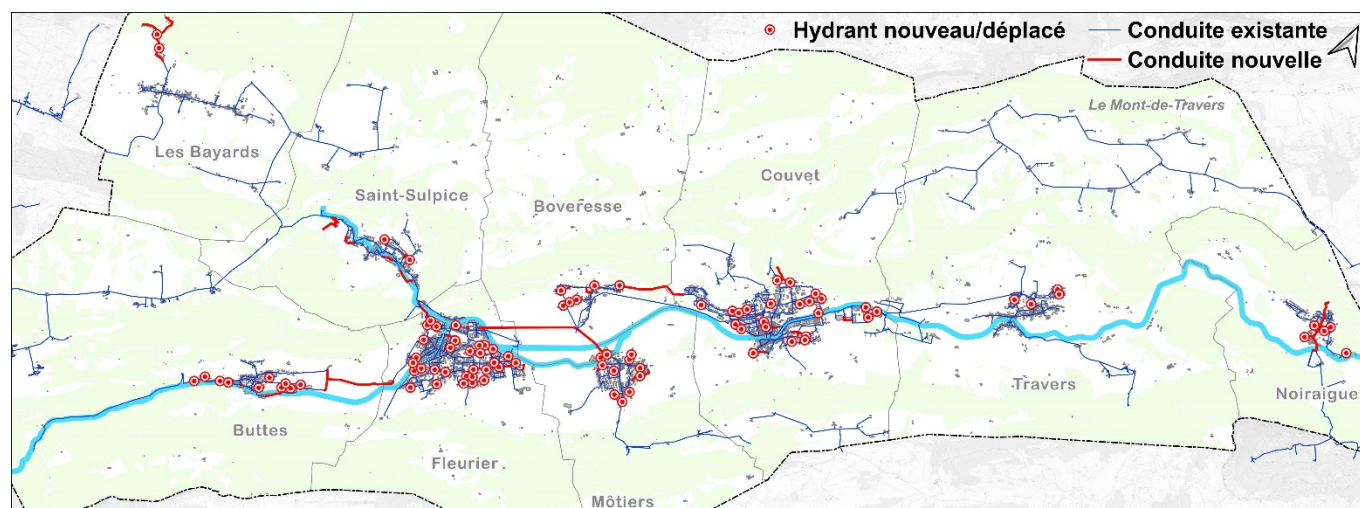 Hydrant nouveau/déplacé
Conduite existante
Conduite nouvelle
Le Mont-de-Travers
Les Bayards
Saint-Sulpice
Boveresse
Couvet
Buttes
Fleurier
Môtiers
Travers
Noiraigue